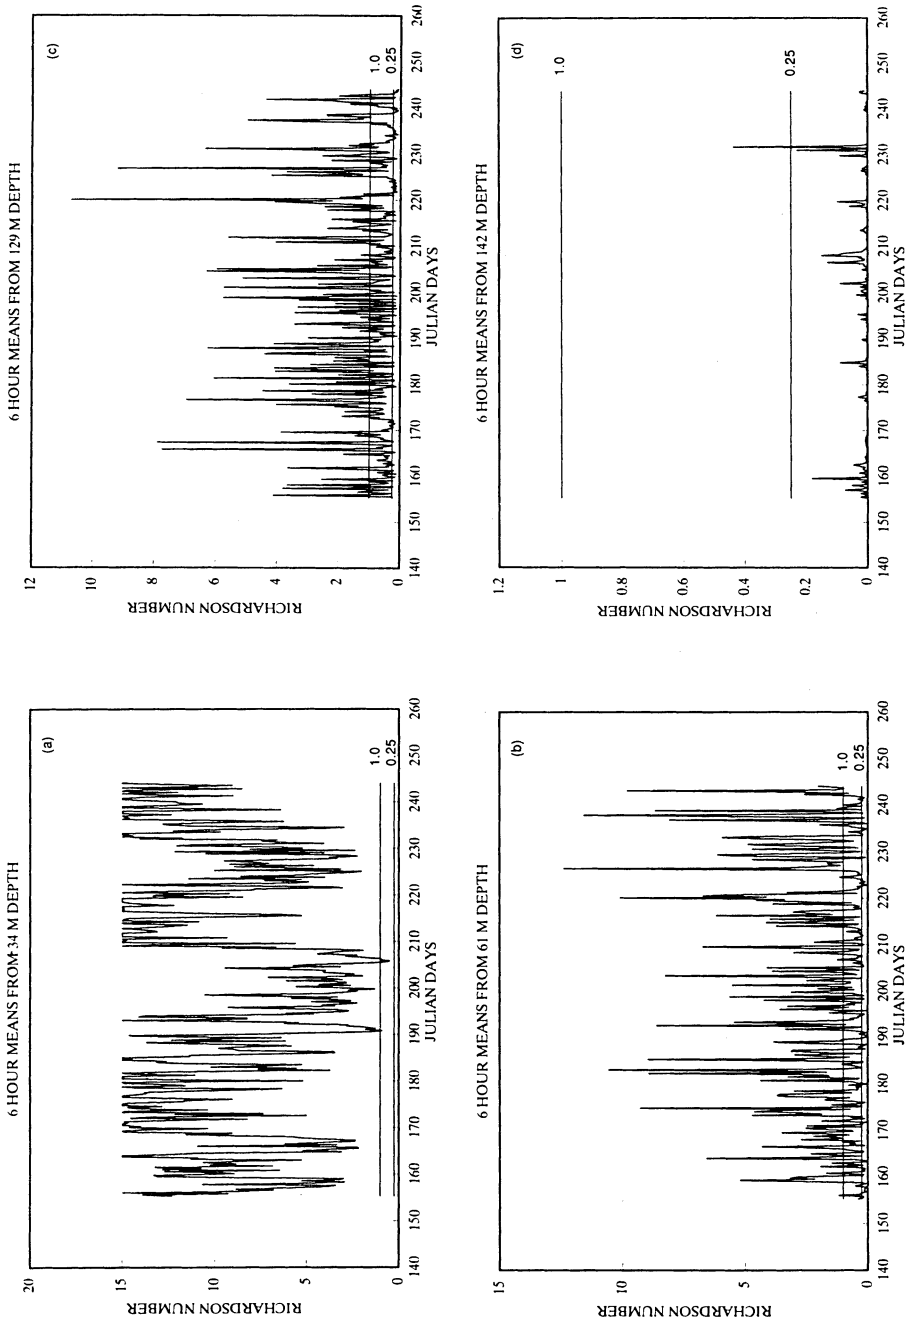 6 HOUR MEANS FROM 34 M DEPTH
(a)
RICHARDSON NUMBER
20
15
10
5
0
1.0
0.25
140 150 160 170 180 190 200 210 220 230 240 250 260
JULIAN DAYS
6 HOUR MEANS FROM 61 M DEPTH
(b)
RICHARDSON NUMBER
15
10
5
0
1.0
0.25
140 150 160 170 180 190 200 210 220 230 240 250 260
JULIAN DAYS
6 HOUR MEANS FROM 129 M DEPTH
(c)
RICHARDSON NUMBER
12
10
8
6
4
2
0
1.0
0.25
140 150 160 170 180 190 200 210 220 230 240 250 260
JULIAN DAYS
6 HOUR MEANS FROM 142 M DEPTH
(d)
RICHARDSON NUMBER
1.2
1
0.8
0.6
0.4
0.2
0
1.0
0.25
140 150 160 170 180 190 200 210 220 230 240 250 260
JULIAN DAYS